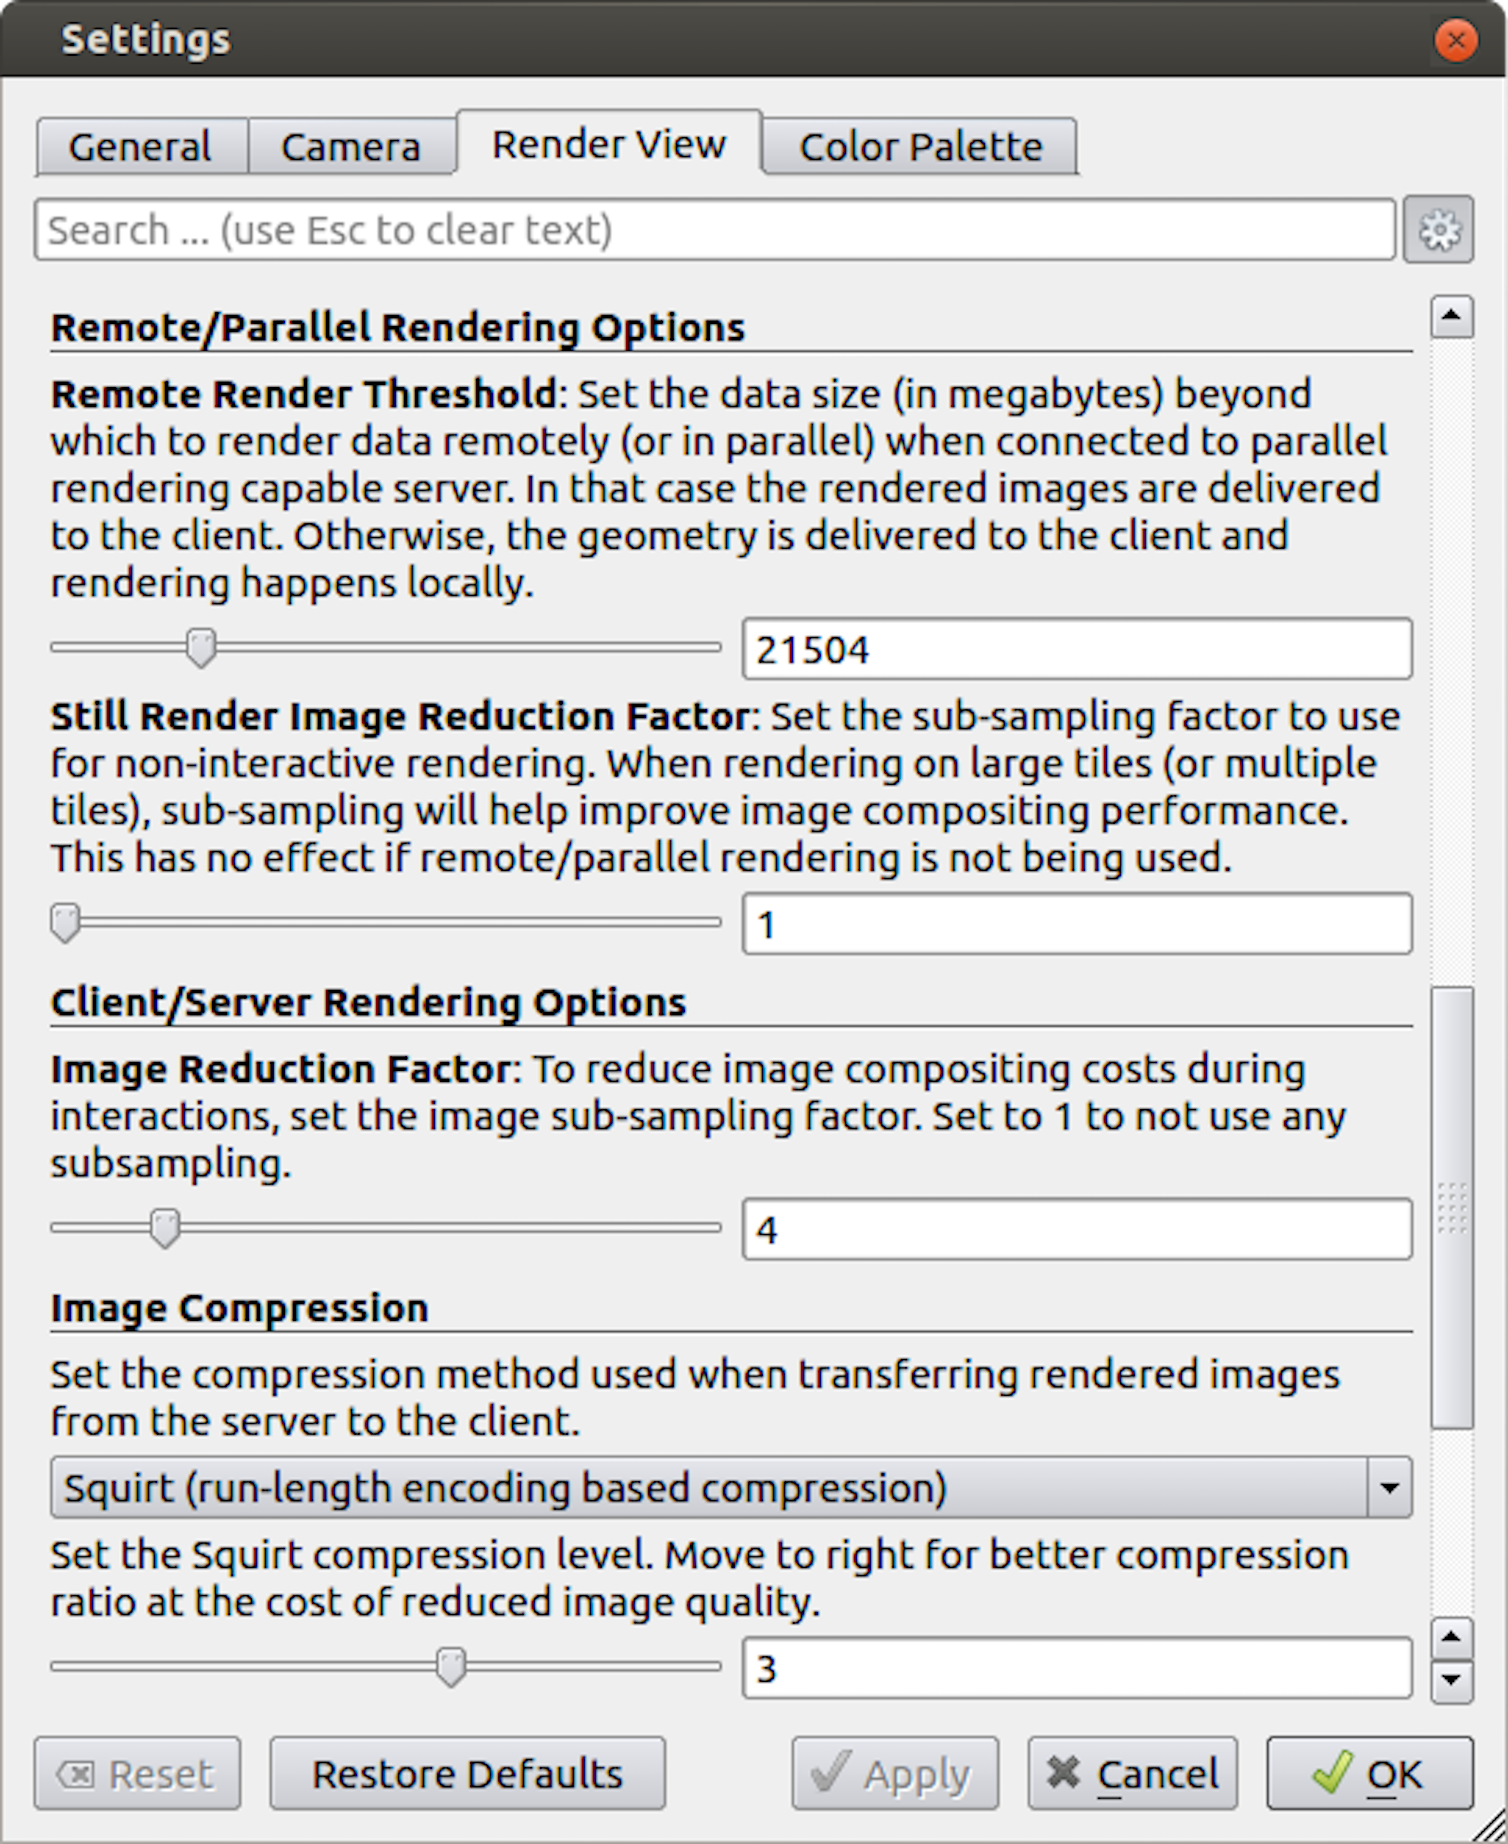 Settings
General Camera Render View Color Palette
Search ... (use Esc to clear text)
Remote/Parallel Rendering Options
Remote Render Threshold: Set the data size (in megabytes) beyond
which to render data remotely (or in parallel) when connected to parallel
rendering capable server. In that case the rendered images are delivered
to the client. Otherwise, the geometry is delivered to the client and
rendering happens locally.
21504
Still Render Image Reduction Factor: Set the sub-sampling factor to use
for non-interactive rendering. When rendering on large tiles (or multiple
tiles), sub-sampling will help improve image compositing performance.
This has no effect if remote/parallel rendering is not being used.
1
Client/Server Rendering Options
Image Reduction Factor: To reduce image compositing costs during
interactions, set the image sub-sampling factor. Set to 1 to not use any
subsampling.
4
Image Compression
Set the compression method used when transferring rendered images
from the server to the client.
Squirt (run-length encoding based compression)
Set the Squirt compression level. Move to right for better compression
ratio at the cost of reduced image quality.
3
Reset Restore Defaults Apply Cancel OK